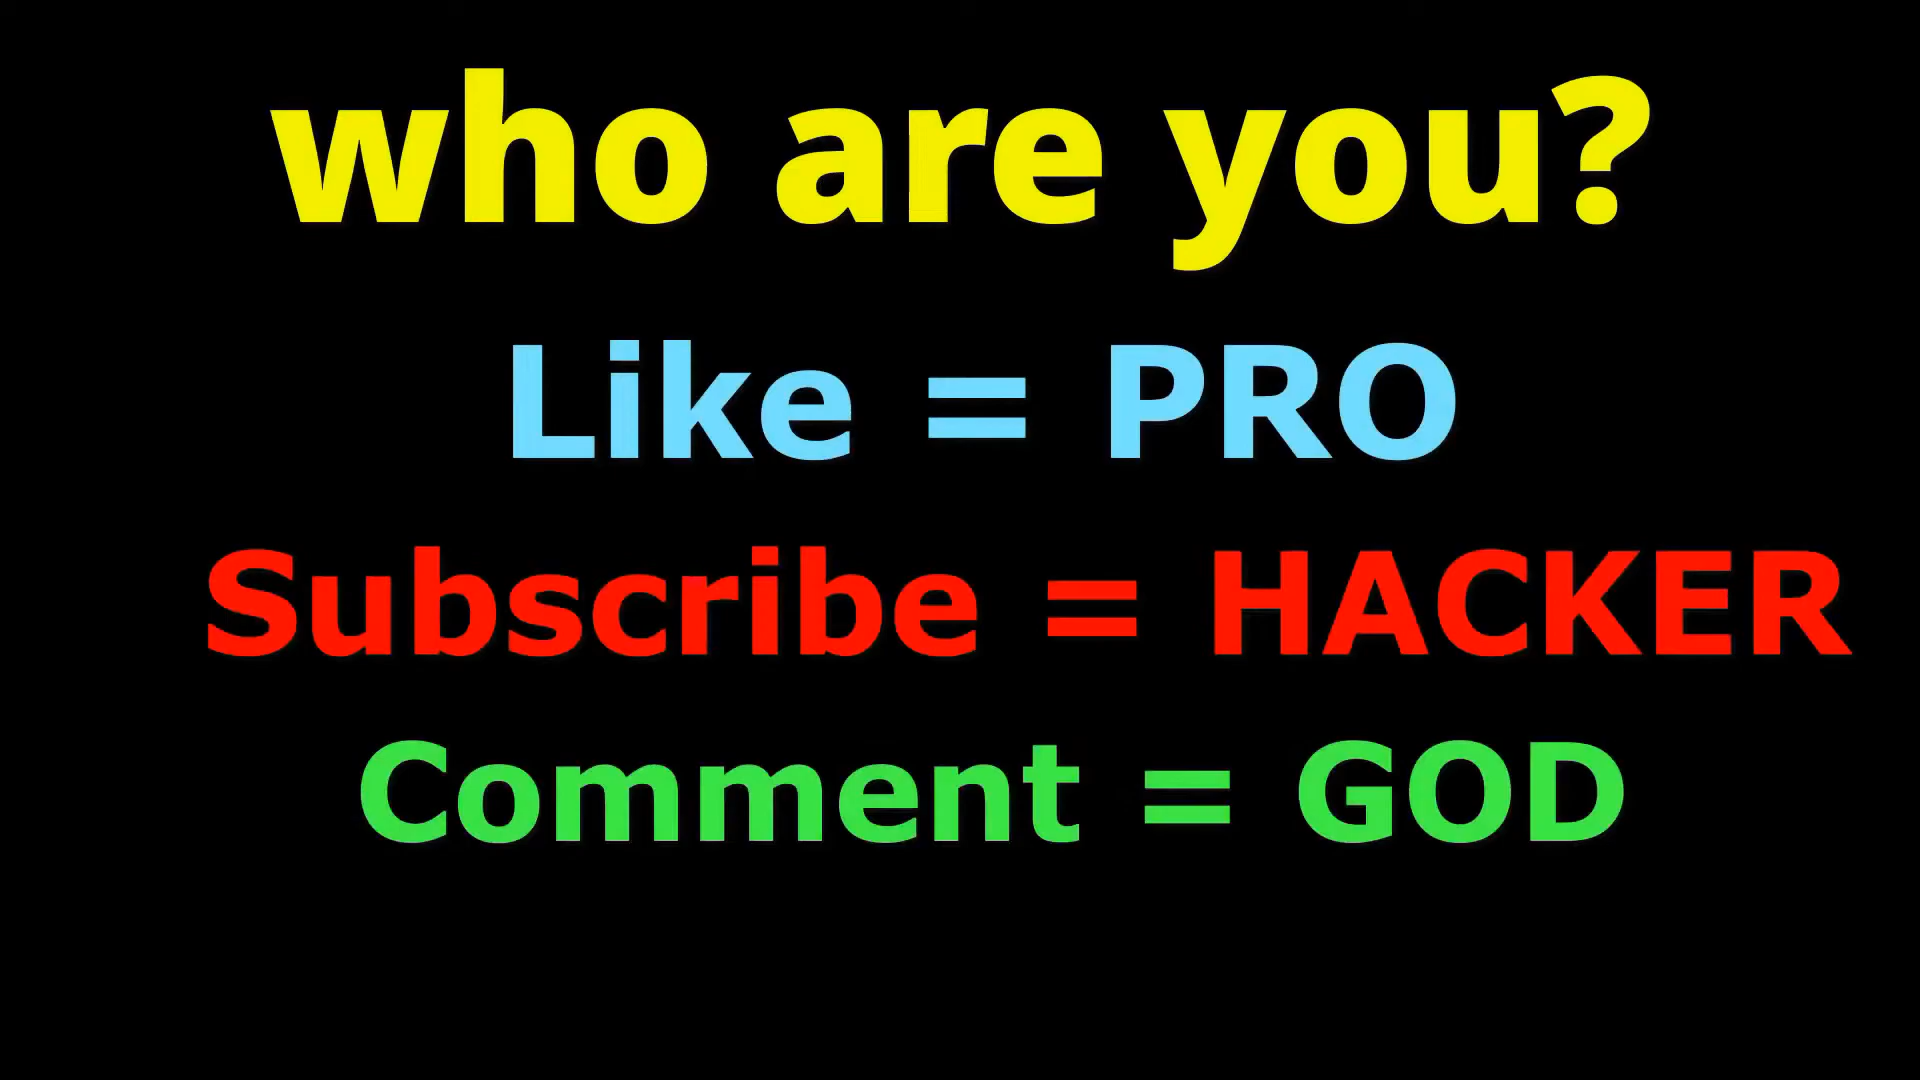 who are you?
Like = PRO
Subscribe = HACKER
Comment = GOD